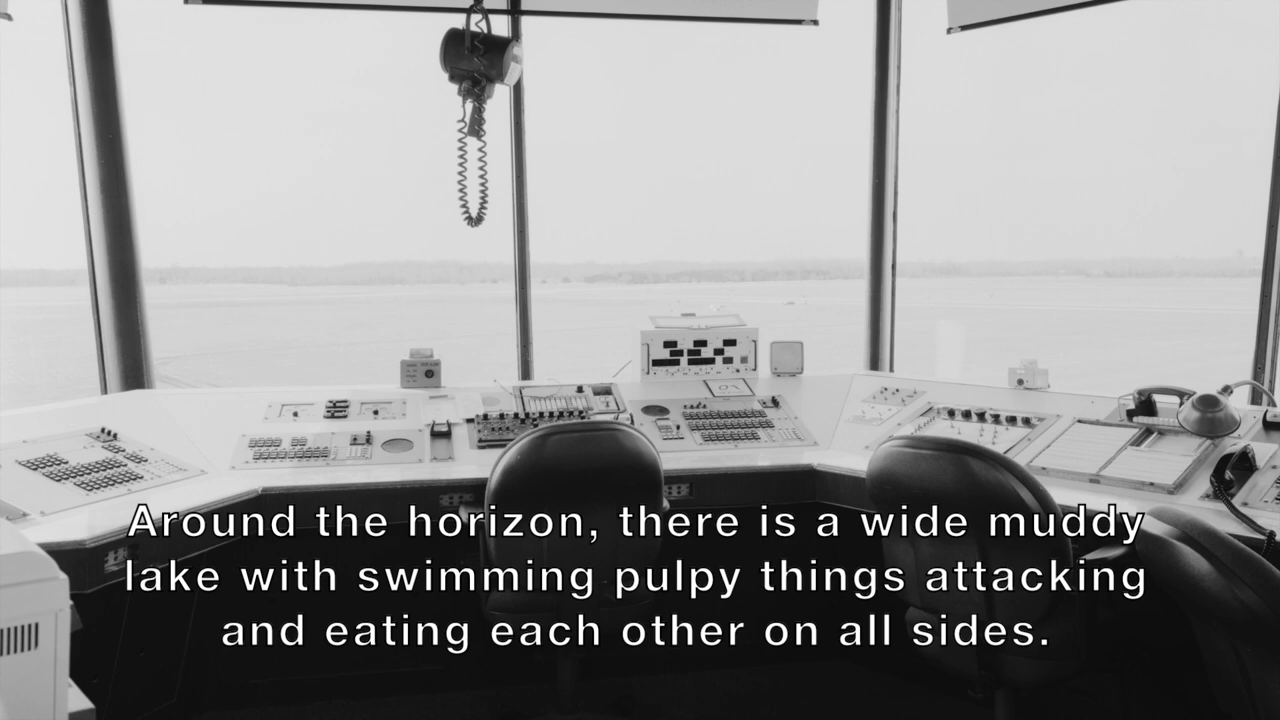 Around the horizon, there is a wide muddy
lake with swimming pulpy things attacking
and eating each other on all sides.